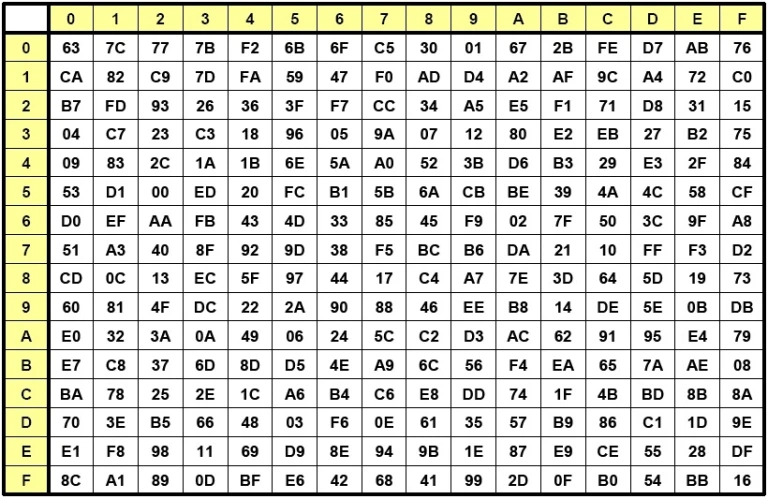 0 1 2 3 4 5 6 7 8 9 A B C D E F
0 63 7C 77 7B F2 6B 6F C5 30 01 67 2B FE D7 AB 76
1 CA 82 C9 7D FA 59 47 F0 AD D4 A2 AF 9C A4 72 C0
2 B7 FD 93 26 36 3F F7 CC 34 A5 E5 F1 71 D8 31 15
3 04 C7 23 C3 18 96 05 9A 07 12 80 E2 EB 27 B2 75
4 09 83 2C 1A 1B 6E 5A A0 52 3B D6 B3 29 E3 2F 84
5 53 D1 00 ED 20 FC B1 5B 6A CB BE 39 4A 4C 58 CF
6 D0 EF AA FB 43 4D 33 85 45 F9 02 7F 50 3C 9F A8
7 51 A3 40 8F 92 9D 38 F5 BC B6 DA 21 10 FF F3 D2
8 CD 0C 13 EC 5F 97 44 17 C4 A7 7E 3D 64 5D 19 73
9 60 81 4F DC 22 2A 90 88 46 EE B8 14 DE 5E 0B DB
A E0 32 3A 0A 49 06 24 5C C2 D3 AC 62 91 95 E4 79
B E7 C8 37 6D 8D D5 4E A9 6C 56 F4 EA 65 7A AE 08
C BA 78 25 2E 1C A6 B4 C6 E8 DD 74 1F 4B BD 8B 8A
D 70 3E B5 66 48 03 F6 0E 61 35 57 B9 86 C1 1D 9E
E E1 F8 98 11 69 D9 8E 94 9B 1E 87 E9 CE 55 28 DF
F 8C A1 89 0D BF E6 42 68 41 99 2D 0F B0 54 BB 16